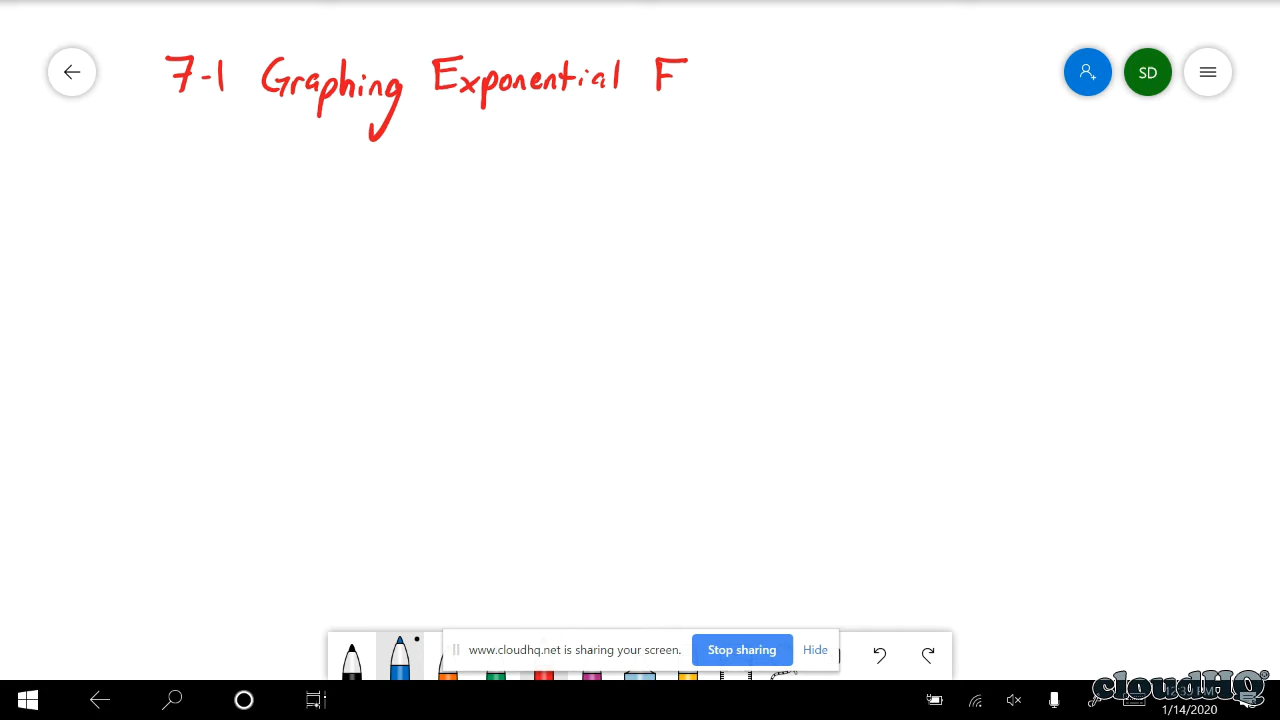 7-1 Graphing Exponential F
SD
www.cloudhq.net is sharing your screen.
Stop sharing
Hide
cloudHQ
1/14/2020